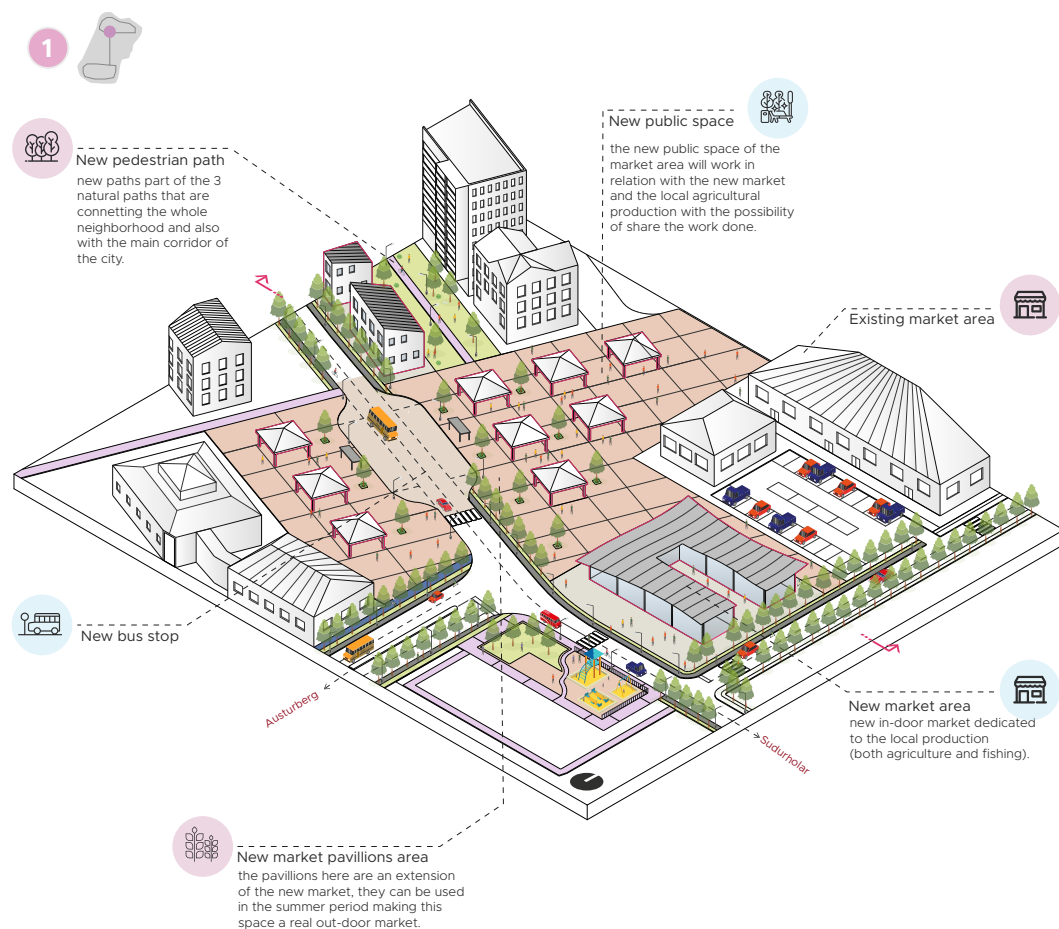 1
New pedestrian path
new paths part of the 3
natural paths that are
connetting the whole
neighborhood and also
with the main corridor of
the city.
New public space
the new public space of the
market area will work in
relation with the new market
and the local agricultural
production with the possibility
of share the work done.
Existing market area
New bus stop
Austurberg
Sudurholar
New market area
new in-door market dedicated
to the local production
(both agriculture and fishing).
New market pavillions area
the pavillions here are an extension
of the new market, they can be used
in the summer period making this
space a real out-door market.